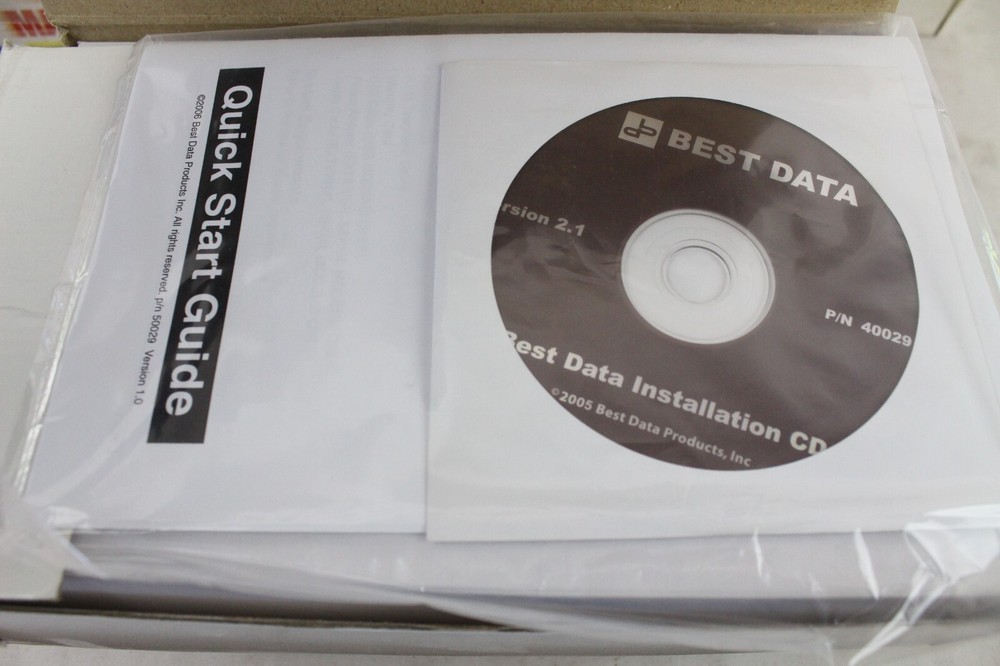 Quick Start Guide
©2006 Best Data Products Inc. All rights reserved. p/n 50029 Version 1.0
BEST DATA
rsion 2.1
P/N 40029
Best Data Installation CD
©2005 Best Data Products, Inc